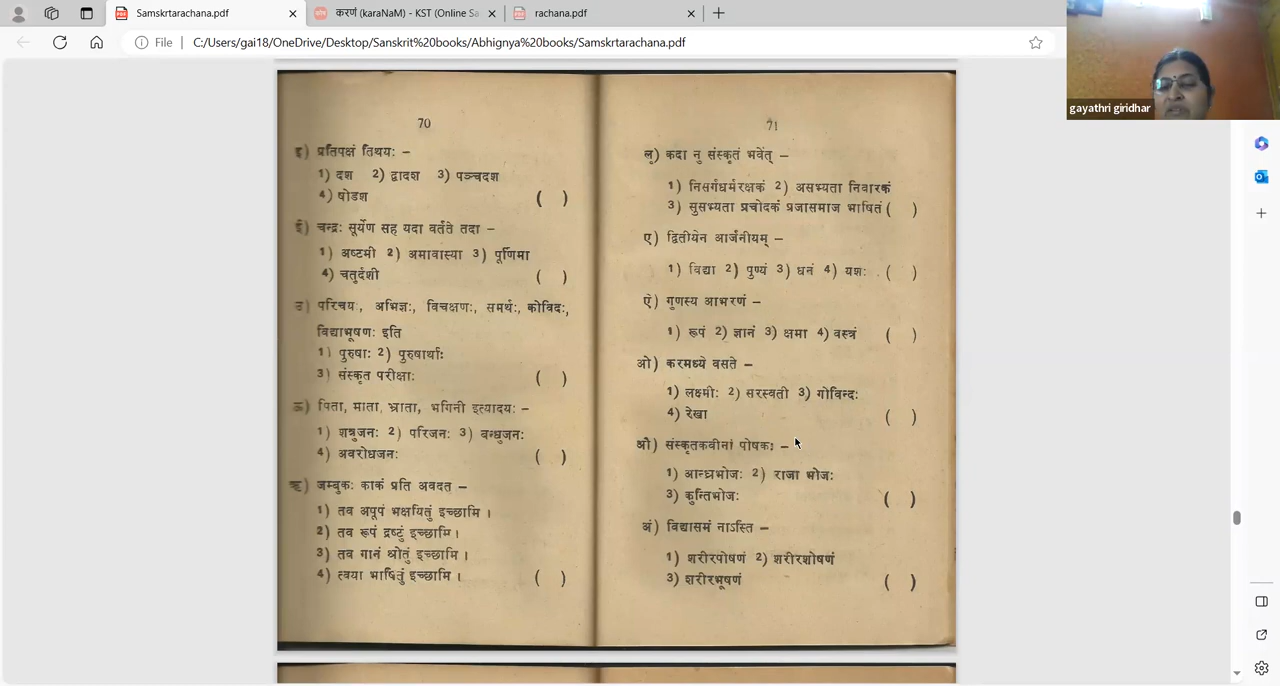 Samskrtarachana.pdf
करणं (karaNaM) - KST (Online Sa
rachana.pdf
File
C:/Users/gai18/OneDrive/Desktop/Sanskrit%20books/Abhignya%20books/Samskrtarachana.pdf
gayathri giridhar
70
इ) प्रतिपक्षं तिथयः -
1) दश 2) द्वादश 3) पञ्चदश
4) षोडश ( )
ई) चन्द्रः सूर्येण सह यदा वर्तते तदा -
1) अष्टमी 2) अमावास्या 3) पूर्णिमा
4) चतुर्दशी ( )
उ) परिचयः, अभिज्ञः, विचक्षणः, समर्थः, कोविदः,
विद्याभूषणः इति
1) पुरुषाः 2) पुरुषार्थाः
3) संस्कृत परीक्षाः ( )
ऊ) पिता, माता, भ्राता, भगिनी इत्यादयः -
1) शत्रुजनः 2) परिजनः 3) बन्धुजनः
4) अवरोधजनः ( )
ऋ) जम्बुकः काकं प्रति अवदत -
1) तव अपूपं भक्षयितुं इच्छामि ।
2) तव रूपं द्रष्टुं इच्छामि ।
3) तव गानं श्रोतुं इच्छामि ।
4) त्वया भाषितुं इच्छामि । ( )
71
लृ) कदा नु संस्कृतं भवेत् -
1) निसर्गधर्मरक्षकं 2) असभ्यता निवारकं
3) सुसभ्यता प्रचोदकं प्रजासमाज भाषितं ( )
ए) द्वितीयेन आर्जनीयम् -
1) विद्या 2) पुण्यं 3) धनं 4) यशः ( )
ऐ) गुणस्य आभरणं -
1) रूपं 2) ज्ञानं 3) क्षमा 4) वस्त्रं ( )
ओ) करमध्ये वसते -
1) लक्ष्मीः 2) सरस्वती 3) गोविन्दः
4) रेखा ( )
औ) संस्कृतकवीनां पोषकः -
1) आन्ध्रभोजः 2) राजा भोजः
3) कुन्तिभोजः ( )
अं) विद्यासमं नाऽस्ति -
1) शरीरपोषणं 2) शरीरशोषणं
3) शरीरभूषणं ( )